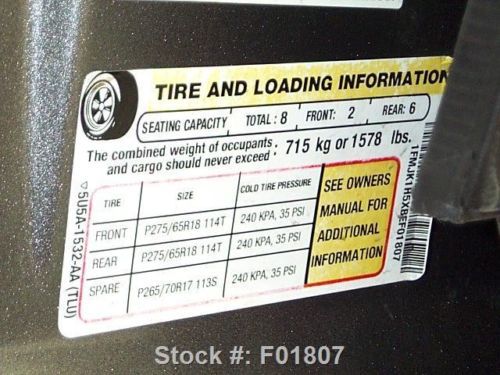 TIRE AND LOADING INFORMATION
SEATING CAPACITY TOTAL: 8 FRONT: 2 REAR: 6
The combined weight of occupants and cargo should never exceed: 715 kg or 1578 lbs.
TIRE SIZE COLD TIRE PRESSURE
FRONT P275/65R18 114T 240 KPA, 35 PSI
REAR P275/65R18 114T 240 KPA, 35 PSI
SPARE P265/70R17 113S 240 KPA, 35 PSI
SEE OWNERS
MANUAL FOR
ADDITIONAL
INFORMATION
5U5A-1532-AA (TLU)
1FMJK1J55XBEF01807
Stock #: F01807